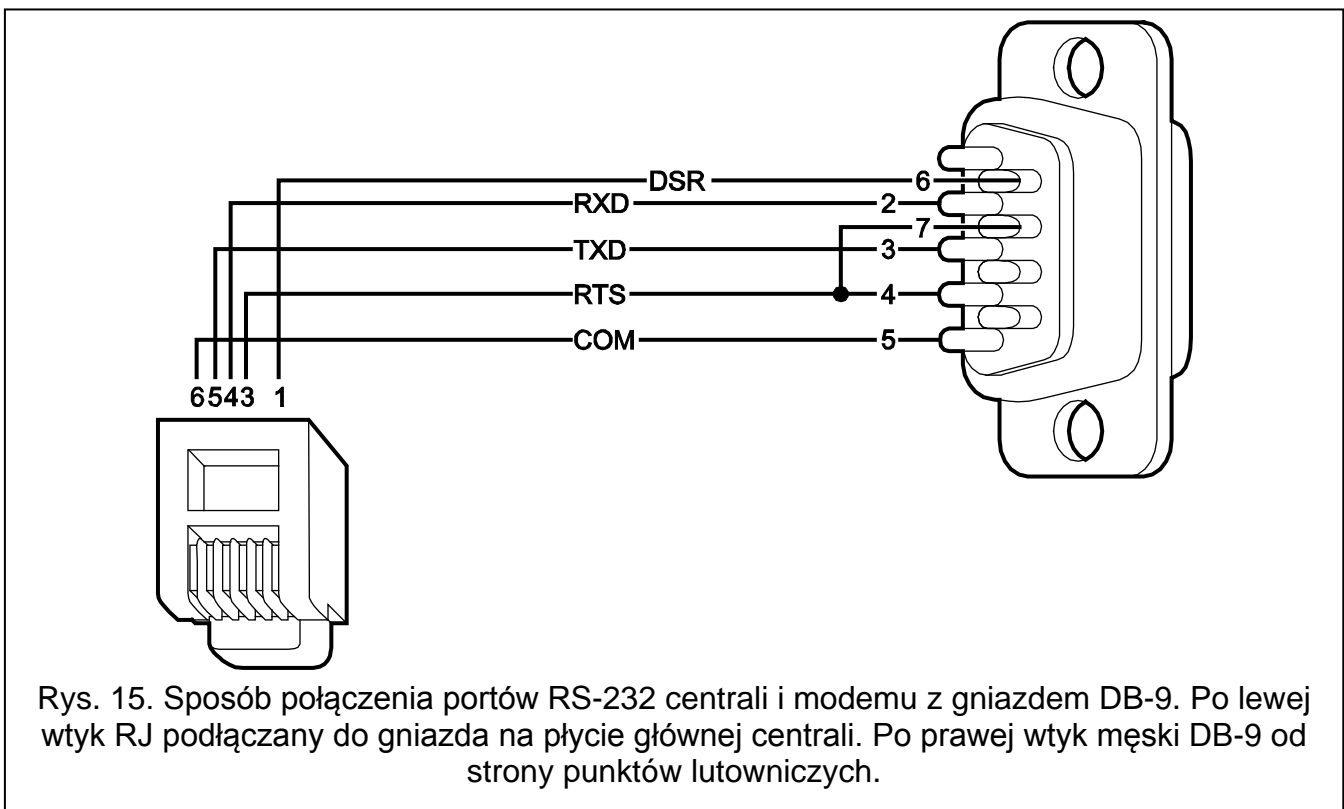 DSR 6
RXD 2
7
TXD 3
RTS 4
COM 5
6543 1
Rys. 15. Sposób połączenia portów RS-232 centrali i modemu z gniazdem DB-9. Po lewej
wtyk RJ podłączany do gniazda na płycie głównej centrali. Po prawej wtyk męski DB-9 od
strony punktów lutowniczych.